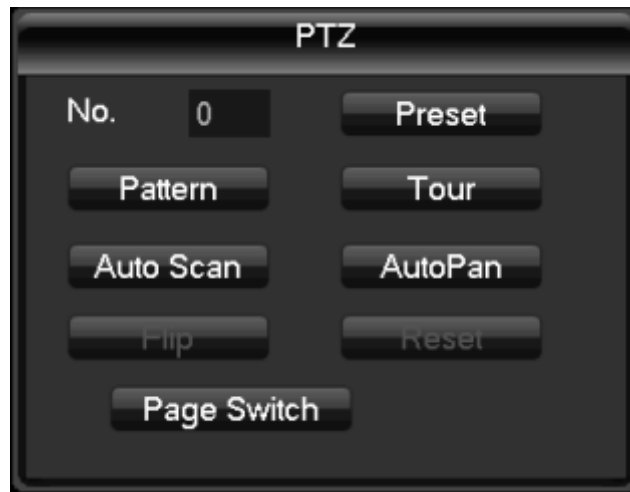 PTZ
No. 0 Preset
Pattern Tour
Auto Scan AutoPan
Flip Reset
Page Switch